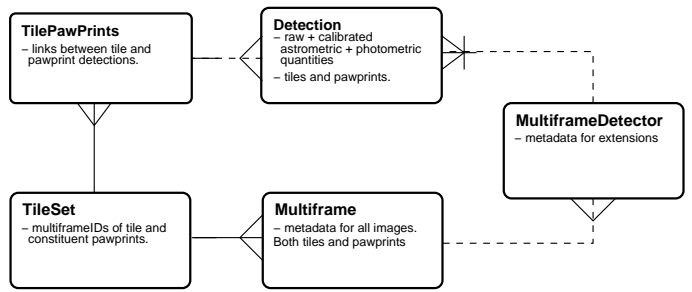 TilePawPrints
– links between tile and
pawprint detections.
Detection
– raw + calibrated
astrometric + photometric
quantities
– tiles and pawprints.
MultiframeDetector
– metadata for extensions
TileSet
– multiframeIDs of tile and
constituent pawprints.
Multiframe
– metadata for all images.
Both tiles and pawprints